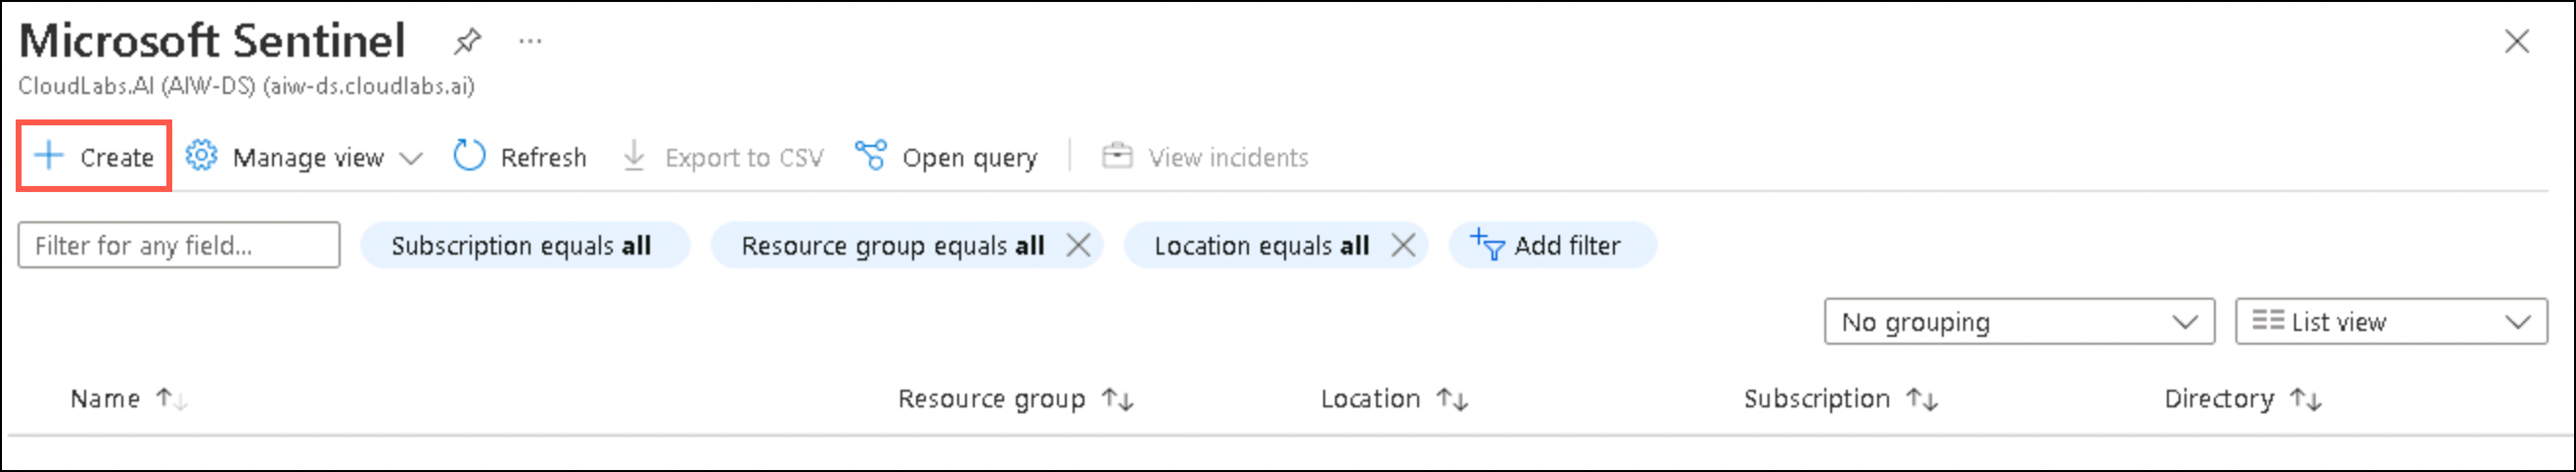 Microsoft Sentinel ...
CloudLabs.AI (AIW-DS) (aiw-ds.cloudlabs.ai)
Create Manage view Refresh Export to CSV Open query View incidents
Filter for any field... Subscription equals all Resource group equals all Location equals all Add filter
No grouping List view
Name Resource group Location Subscription Directory